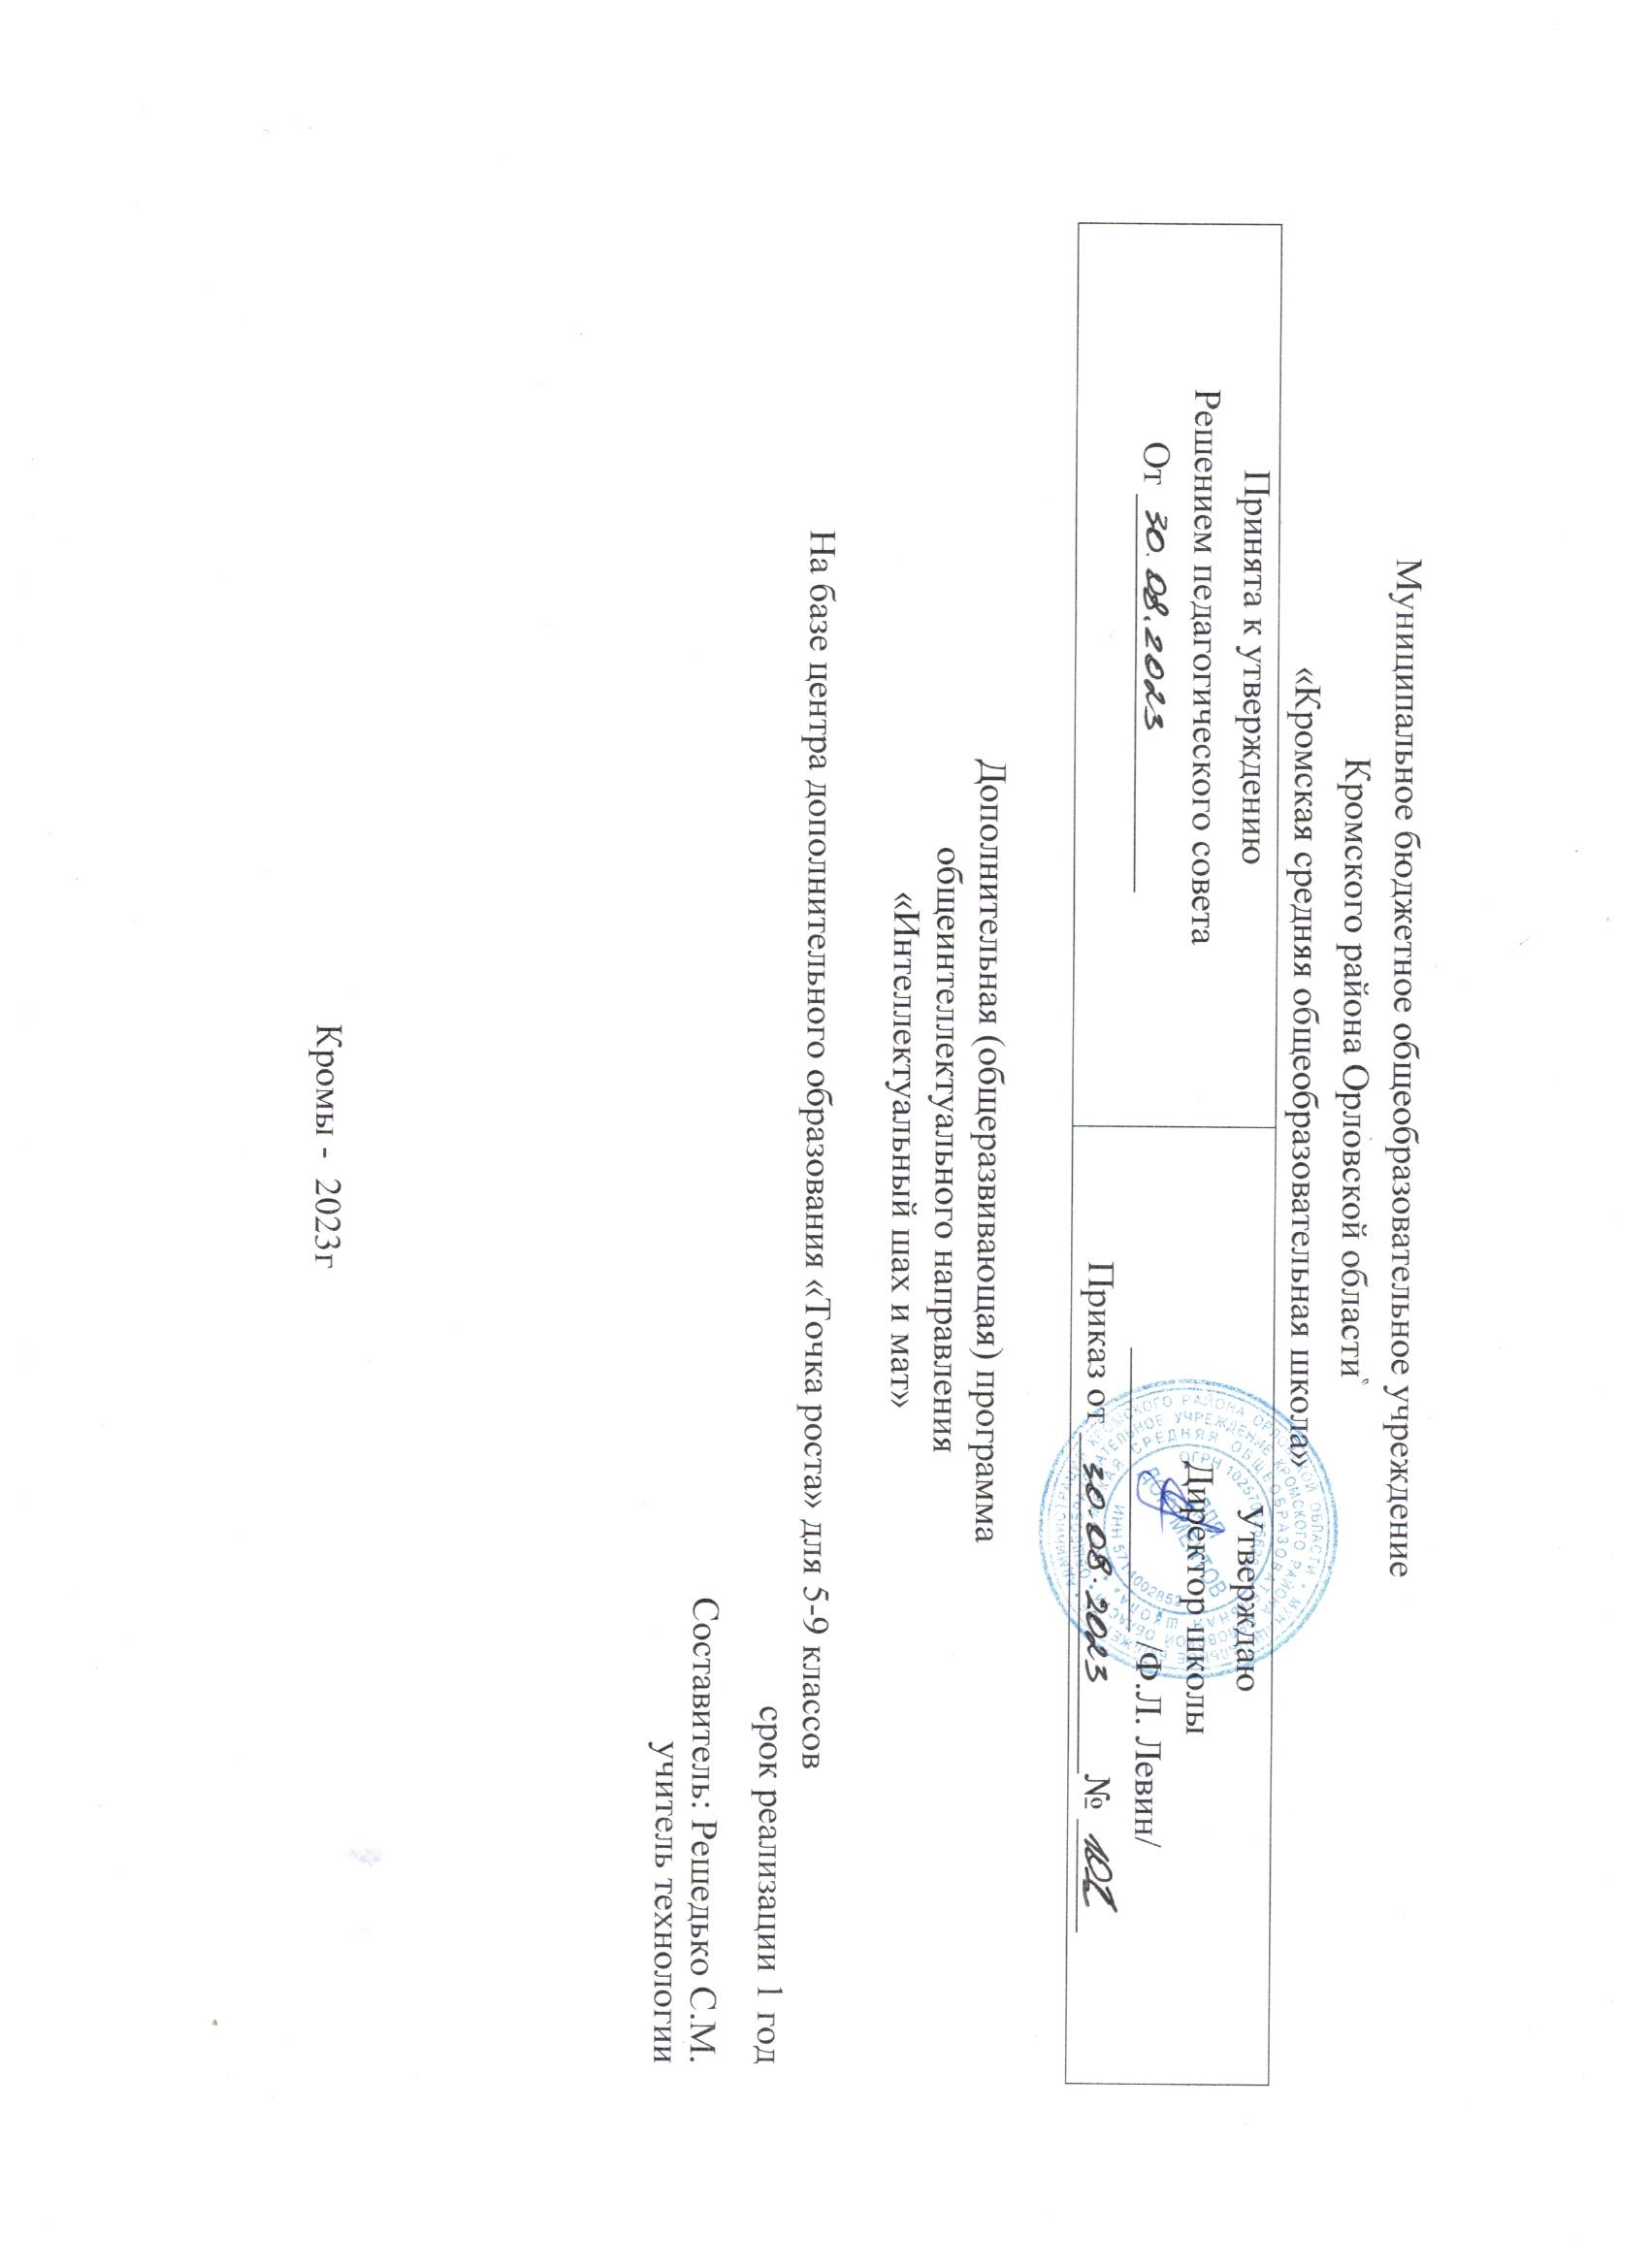 Муниципальное бюджетное общеобразовательное учреждение
Кромского района Орловской области
«Кромская средняя общеобразовательная школа»
Принята к утверждению
Решением педагогического совета
От 30.08.2023
Утверждаю
Директор школы
/Ф.Л. Левин/
Приказ от 30.08.2023 № 102
ДЛЯ
ДОКУМЕНТОВ
Дополнительная (общеразвивающая) программа
общеинтеллектуального направления
«Интеллектуальный шах и мат»
На базе центра дополнительного образования «Точка роста» для 5-9 классов
срок реализации 1 год
Составитель: Решедько С.М.
учитель технологии
Кромы - 2023г